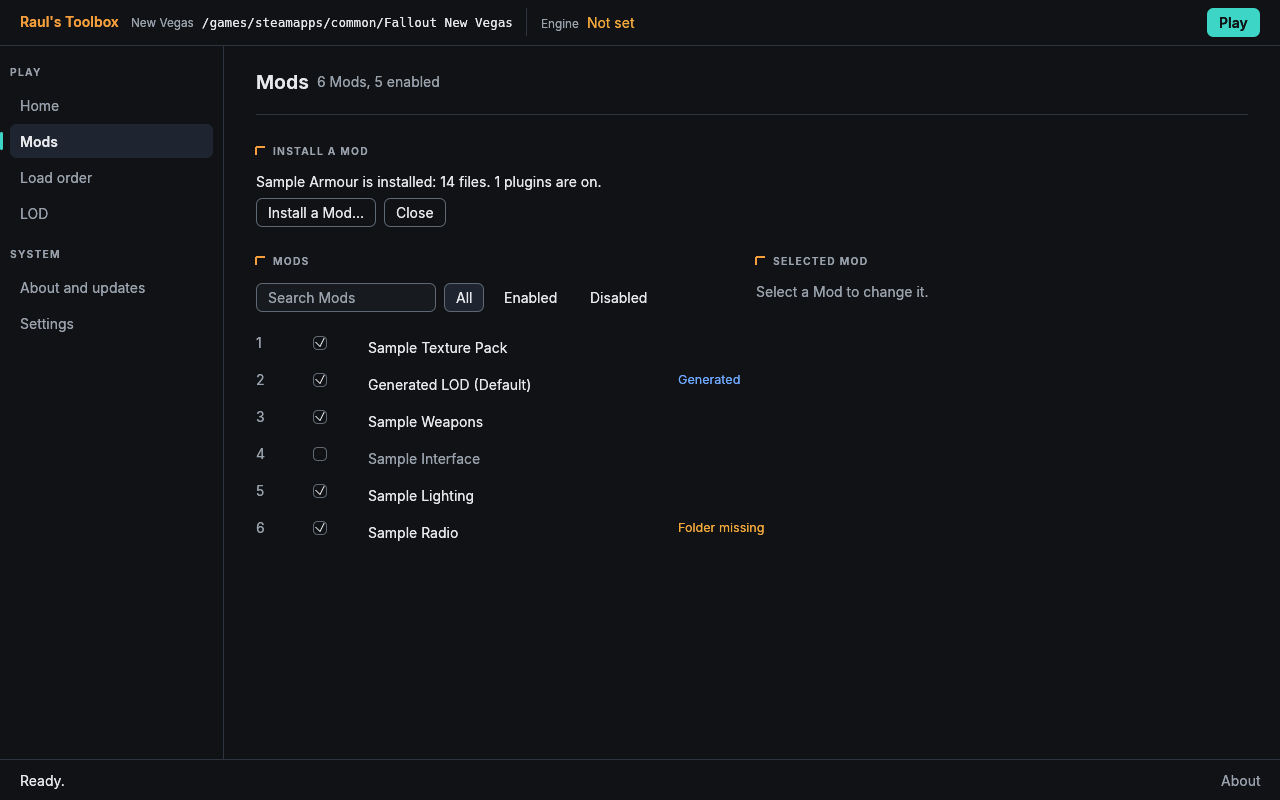 Raul's Toolbox New Vegas /games/steamapps/common/Fallout New Vegas Engine Not set Play
PLAY
Home
Mods
Load order
LOD
SYSTEM
About and updates
Settings
Mods 6 Mods, 5 enabled
INSTALL A MOD
Sample Armour is installed: 14 files. 1 plugins are on.
Install a Mod... Close
MODS
Search Mods All Enabled Disabled
1 Sample Texture Pack
2 Generated LOD (Default) Generated
3 Sample Weapons
4 Sample Interface
5 Sample Lighting
6 Sample Radio Folder missing
SELECTED MOD
Select a Mod to change it.
Ready. About